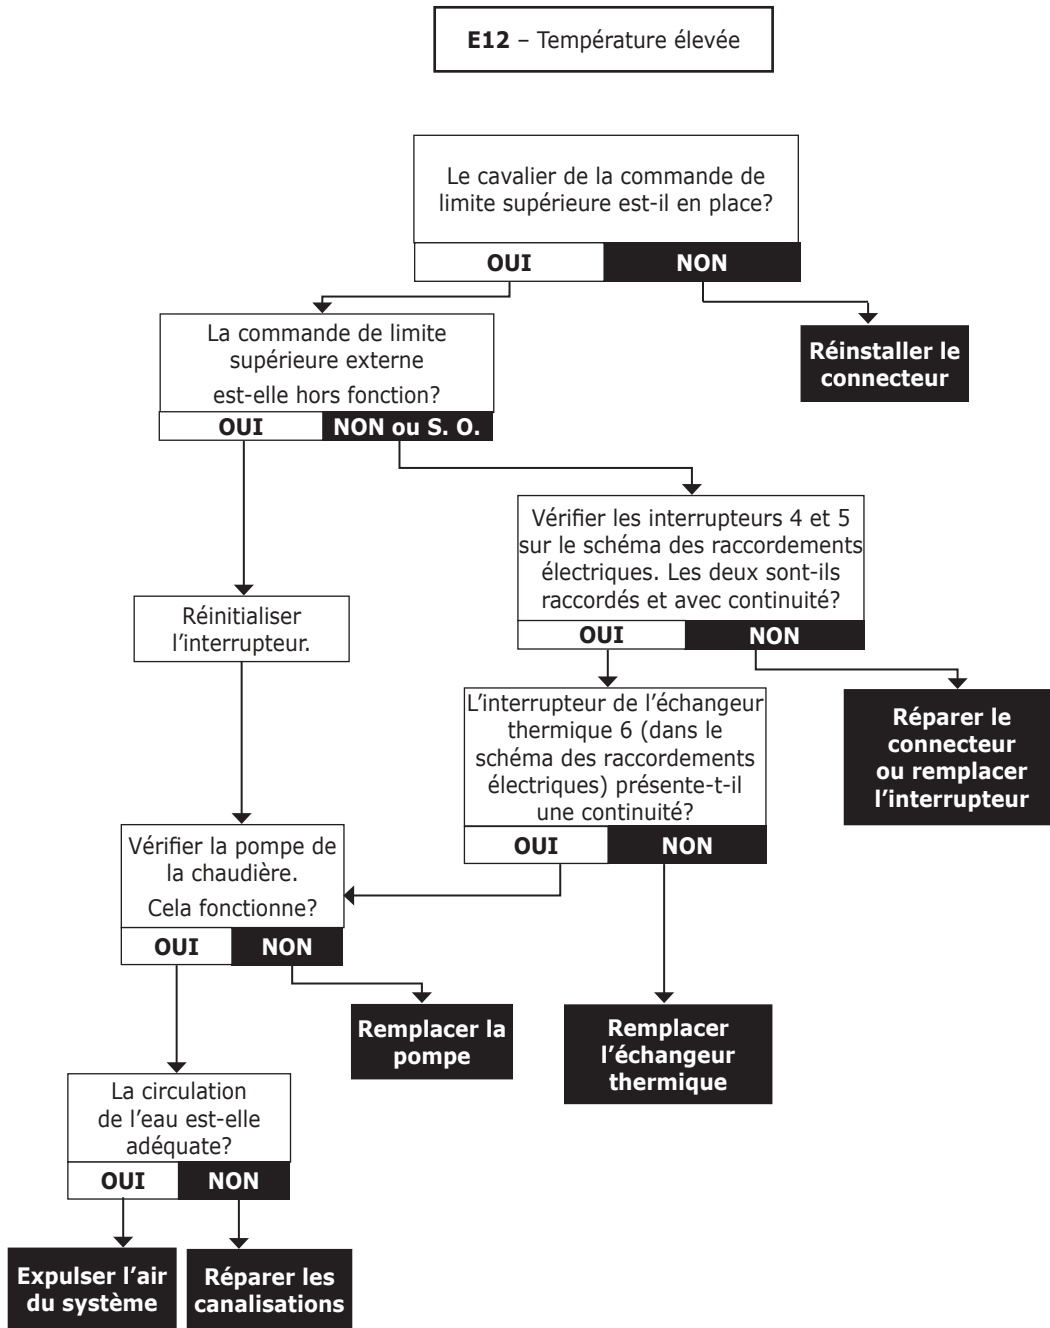 E12 – Température élevée
Le cavalier de la commande de
limite supérieure est-il en place?
OUI
NON
La commande de limite
supérieure externe
est-elle hors fonction?
OUI
NON ou S. O.
Réinstaller le
connecteur
Vérifier les interrupteurs 4 et 5
sur le schéma des raccordements
électriques. Les deux sont-ils
raccordés et avec continuité?
OUI
NON
Réinitialiser
l’interrupteur.
L’interrupteur de l’échangeur
thermique 6 (dans le
schéma des raccordements
électriques) présente-t-il
une continuité?
OUI
NON
Réparer le
connecteur
ou remplacer
l’interrupteur
Vérifier la pompe de
la chaudière.
Cela fonctionne?
OUI
NON
Remplacer la
pompe
Remplacer
l’échangeur
thermique
La circulation
de l’eau est-elle
adéquate?
OUI
NON
Expulser l’air
du système
Réparer les
canalisations